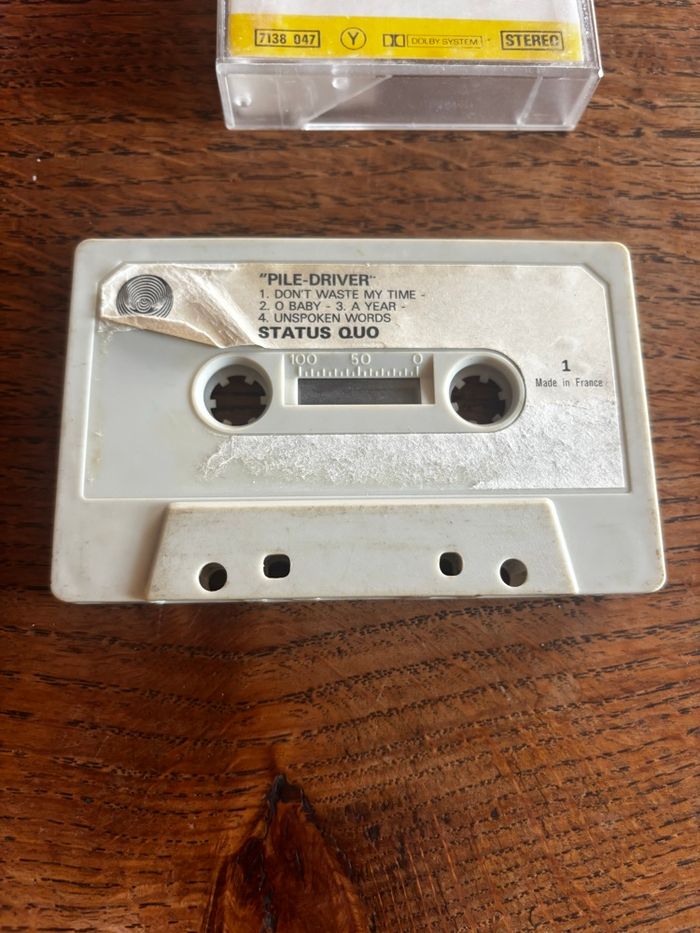 7138 047 Y DOLBY SYSTEM STEREO
"PILE-DRIVER"
1. DON'T WASTE MY TIME -
2. O BABY - 3. A YEAR -
4. UNSPOKEN WORDS
STATUS QUO
100 50 0
1
Made in France